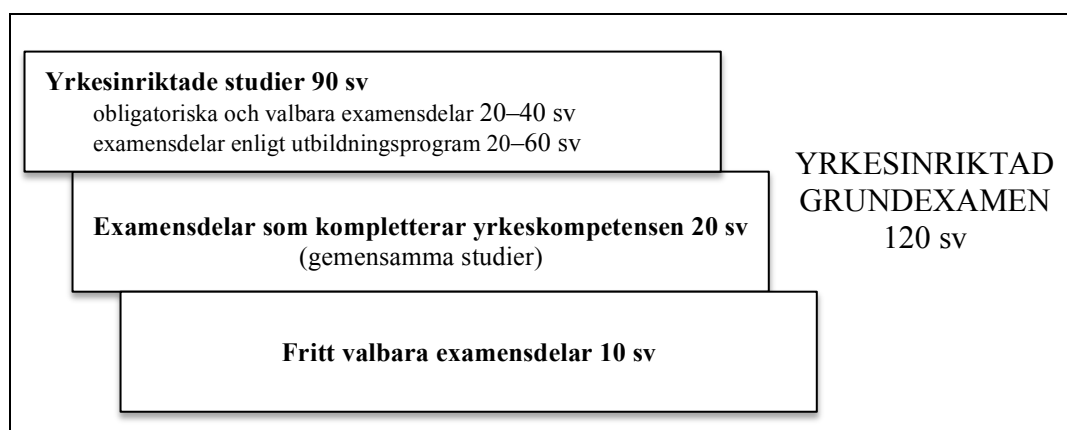 Yrkesinriktade studier 90 sv
obligatoriska och valbara examensdelar 20–40 sv
examensdelar enligt utbildningsprogram 20–60 sv
Examensdelar som kompletterar yrkeskompetensen 20 sv
(gemensamma studier)
Fritt valbara examensdelar 10 sv
YRKESINRIKTAD
GRUNDEXAMEN
120 sv